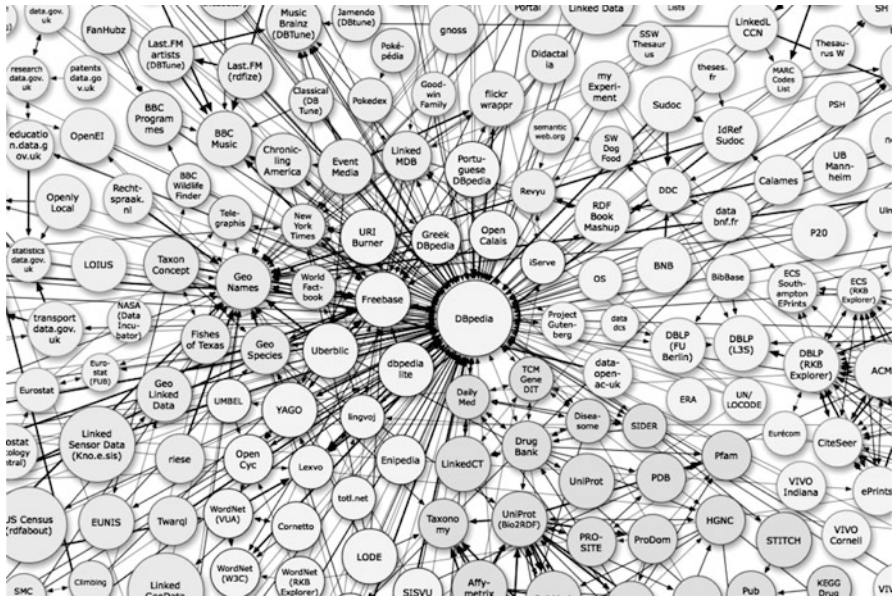 data.gov.
uk
FanHubz
Music
Brainz
(DBTune)
Jamendo
(DBtune)
gnoss
Portal
Linked Data
Lists
LinkedL
CCN
SH
Last.FM
artists
(DBTune)
Poké-
pédia
Didactal
ia
SSW
Thesaur
us
Thesau-
rus W
research
data.gov.
uk
patents
data.go
v.uk
Last.FM
(rdfize)
my
Experi-
ment
theses.
fr
MARC
Codes
List
Classical
(DB
Tune)
Pokedex
Good-
win
Family
flickr
wrappr
Sudoc
PSH
BBC
Program
mes
educatio
n.data.g
ov.uk
OpenEI
BBC
Music
semantic
web.org
SW
Dog
Food
IdRef
Sudoc
Chronic-
ling
America
Event
Media
Linked
MDB
Portu-
guese
DBpedia
UB
Mann-
heim
BBC
Wildlife
Finder
Revyu
DDC
Calames
Openly
Local
Recht-
spraak.
nl
Tele-
graphis
New
York
Times
URI
Burner
Greek
DBpedia
Open
Calais
RDF
Book
Mashup
data
bnf.fr
P20
statistics
data.gov.
uk
LOIUS
Taxon
Concept
Geo
Names
World
Fact-
book
Freebase
iServe
OS
BNB
BibBase
ECS
South-
ampton
EPrints
ECS
(RKB
Explorer)
DBpedia
transport
data.gov.
uk
NASA
(Data
Incu-
bator)
Fishes
of Texas
Geo
Species
Uberblic
dbpedia
lite
Project
Guten-
berg
data
dcs
DBLP
(FU
Berlin)
DBLP
(L3S)
DBLP
(RKB
Explorer)
data-
open-
ac-uk
ACM
Eurostat
Euro-
stat
(FUB)
Geo
Linked
Data
UMBEL
YAGO
lingvoj
Daily
Med
TCM
Gene
DIT
Disea-
some
SIDER
ERA
UN/
LOCODE
Eurécom
CiteSeer
Linked
Sensor Data
(Kno.e.sis)
riese
Open
Cyc
Lexvo
Enipedia
LinkedCT
Drug
Bank
UniProt
PDB
Pfam
VIVO
Indiana
ePrints
totl.net
US Census
(rdfabout)
EUNIS
Twarql
WordNet
(VUA)
Cornetto
Taxono
my
UniProt
(Bio2RDF)
PRO-
SITE
ProDom
HGNC
STITCH
VIVO
Cornell
LODE
SMC
Climbing
Linked
GeoData
WordNet
(W3C)
WordNet
(RKB
Explorer)
SISVU
Affy-
metrix
Pub
KEGG
Drug